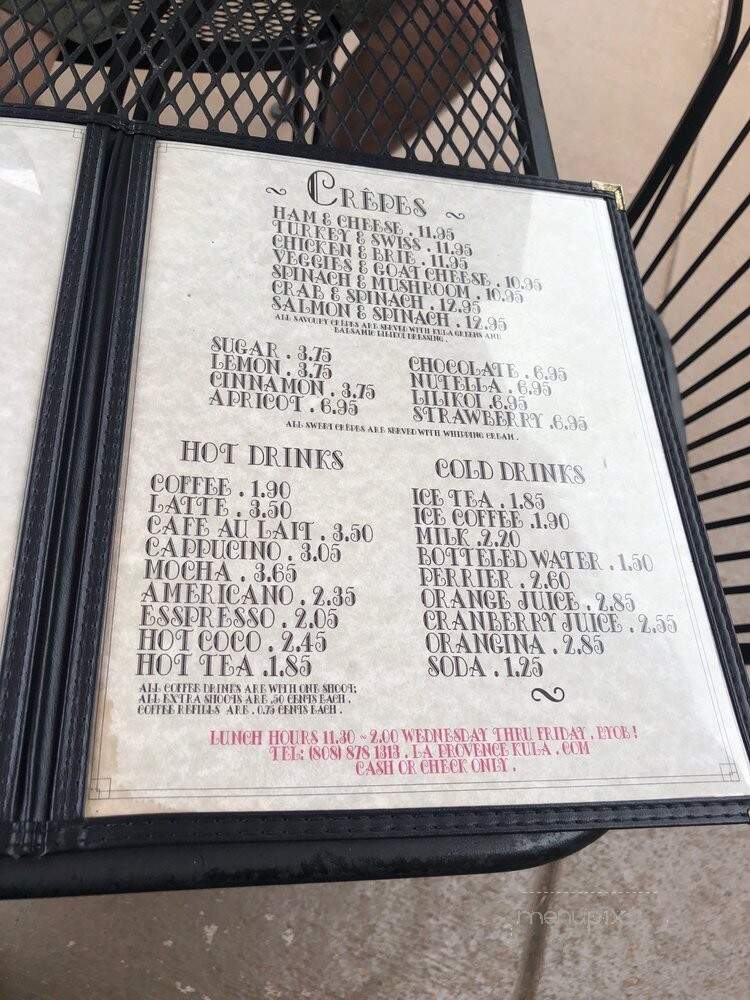 ~ CRÊPES ~
HAM & CHEESE . 11.95
TURKEY & SWISS . 11.95
CHICKEN & BRIE . 11.95
VEGGIES & GOAT CHEESE . 10.95
SPINACH & MUSHROOM . 10.95
CRAB & SPINACH . 12.95
SALMON & SPINACH . 12.95
ALL SAVOURY CRÊPES ARE SERVED WITH KULA GREENS AND
BALSAMIC LILIKOI DRESSING .
SUGAR . 3.75
LEMON . 3.75
CINNAMON . 3.75
APRICOT . 6.95
CHOCOLATE . 6.95
NUTELLA . 6.95
LILIKOI .6.95
STRAWBERRY .6.95
ALL SWEET CRÊPES ARE SERVED WITH WHIPPING CREAM .
HOT DRINKS
COFFEE . 1.90
LATTE . 3.50
CAFE AU LAIT . 3.50
CAPPUCINO . 3.05
MOCHA . 3.65
AMERICANO . 2.35
ESSPRESSO . 2.05
HOT COCO . 2.45
HOT TEA .1.85
ALL COFFEE DRINKS ARE WITH ONE SHOOT;
ALL EXTRA SHOOTS ARE .50 CENTS EACH .
COFFEE REFILLS ARE . 0.75 CENTS EACH .
COLD DRINKS
ICE TEA . 1.85
ICE COFFEE .1.90
MILK .2.20
BOTTELED WATER . 1.50
PERRIER . 2.60
ORANGE JUICE . 2.85
CRANBERRY JUICE . 2.55
ORANGINA . 2.85
SODA . 1.25
~
LUNCH HOURS 11.30 ~ 2.00 WEDNESDAY THRU FRIDAY , BYOB !
TEL: (808) 878 1313 . LA PROVENCE KULA . COM
CASH OR CHECK ONLY .
menupix